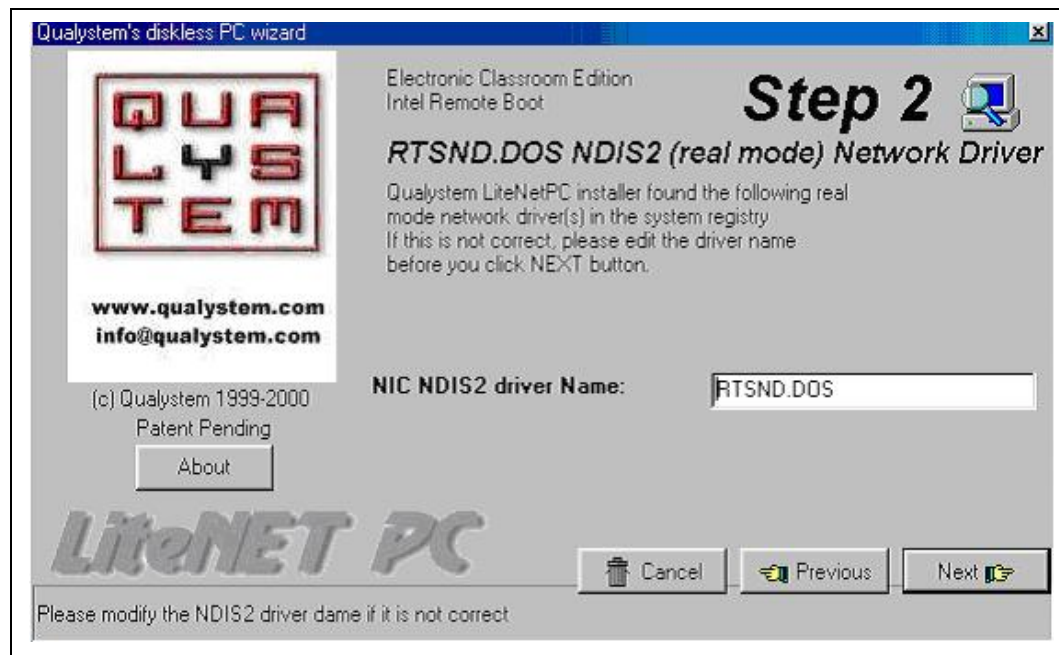 Qualystem's diskless PC wizard
QUA
LYS
TEM
www.qualystem.com
info@qualystem.com
(c) Qualystem 1999-2000
Patent Pending
About
Electronic Classroom Edition
Intel Remote Boot
Step 2
RTSND.DOS NDIS2 (real mode) Network Driver
Qualystem LiteNetPC installer found the following real
mode network driver(s) in the system registry
If this is not correct, please edit the driver name
before you click NEXT button.
NIC NDIS2 driver Name:
RTSND.DOS
LiteNET PC
Cancel
Previous
Next
Please modify the NDIS2 driver dame if it is not correct